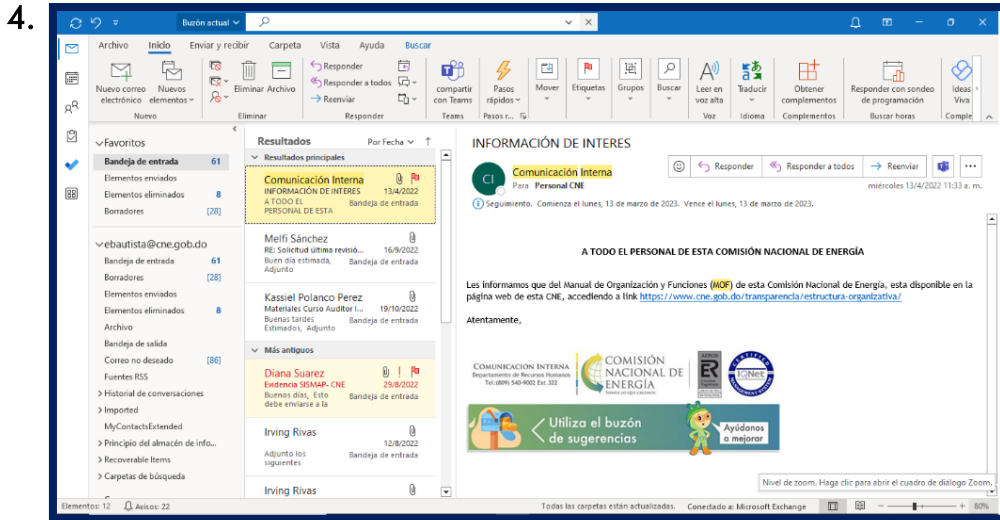 4.
Buzón actual
Archivo Inicio Enviar y recibir Carpeta Vista Ayuda Buscar
Nuevo correo electrónico
Nuevos elementos
Eliminar Archivo
Responder
Responder a todos
Reenviar
compartir con Teams
Pasos rápidos
Mover
Etiquetas
Grupos
Buscar
Leer en voz alta
Traducir
Obtener complementos
Responder con sondeo de programación
Ideas Viva
Nuevo Eliminar Responder Teams Pasos r... Voz Idioma Complementos Buscar horas Comple
Favoritos
Bandeja de entrada 61
Elementos enviados
Elementos eliminados 8
Borradores [28]
ebautista@cne.gob.do
Bandeja de entrada 61
Borradores [28]
Elementos enviados
Elementos eliminados 8
Archivo
Bandeja de salida
Correo no deseado [86]
Fuentes RSS
Historial de conversaciones
Imported
MyContactsExtended
Principio del almacén de info...
Recoverable Items
Carpetas de búsqueda
Resultados Por Fecha
Resultados principales
Comunicación Interna
INFORMACIÓN DE INTERES 13/4/2022
A TODO EL Bandeja de entrada
PERSONAL DE ESTA
Melfi Sánchez
RE: Solicitud última revisió... 16/9/2022
Buen día estimada, Bandeja de entrada
Adjunto
Kassiel Polanco Perez
Materiales Curso Auditor I... 19/10/2022
Buenas tardes Bandeja de entrada
Estimados, Adjunto
Más antiguos
Diana Suarez
Evidencia SISMAP- CNE 29/8/2022
Buenos días, Esto Bandeja de entrada
debe enviarse a la
Irving Rivas
12/8/2022
Adjunto los Bandeja de entrada
siguientes
Irving Rivas
INFORMACIÓN DE INTERES
CI
Comunicación Interna
Para Personal CNE
Responder Responder a todos Reenviar
miércoles 13/4/2022 11:33 a. m.
Seguimiento. Comienza el lunes, 13 de marzo de 2023. Vence el lunes, 13 de marzo de 2023.
A TODO EL PERSONAL DE ESTA COMISIÓN NACIONAL DE ENERGÍA
Les informamos que del Manual de Organización y Funciones (MOF) de esta Comisión Nacional de Energía, esta disponible en la
página web de esta CNE, accediendo a link https://www.cne.gob.do/transparencia/estructura-organizativa/
Atentamente,
COMUNICACIÓN INTERNA
Departamento de Recursos Humanos
Tel:(809) 540-9002 Ext.322
COMISIÓN
NACIONAL DE
ENERGÍA
AENOR
ER
CERTIFIED
IQNet
MANAGEMENT SYSTEM
Utiliza el buzón
de sugerencias
Ayúdanos
a mejorar
Nivel de zoom. Haga clic para abrir el cuadro de diálogo Zoom.
Elementos: 12 Avisos: 22 Todas las carpetas están actualizadas. Conectado a: Microsoft Exchange 80%